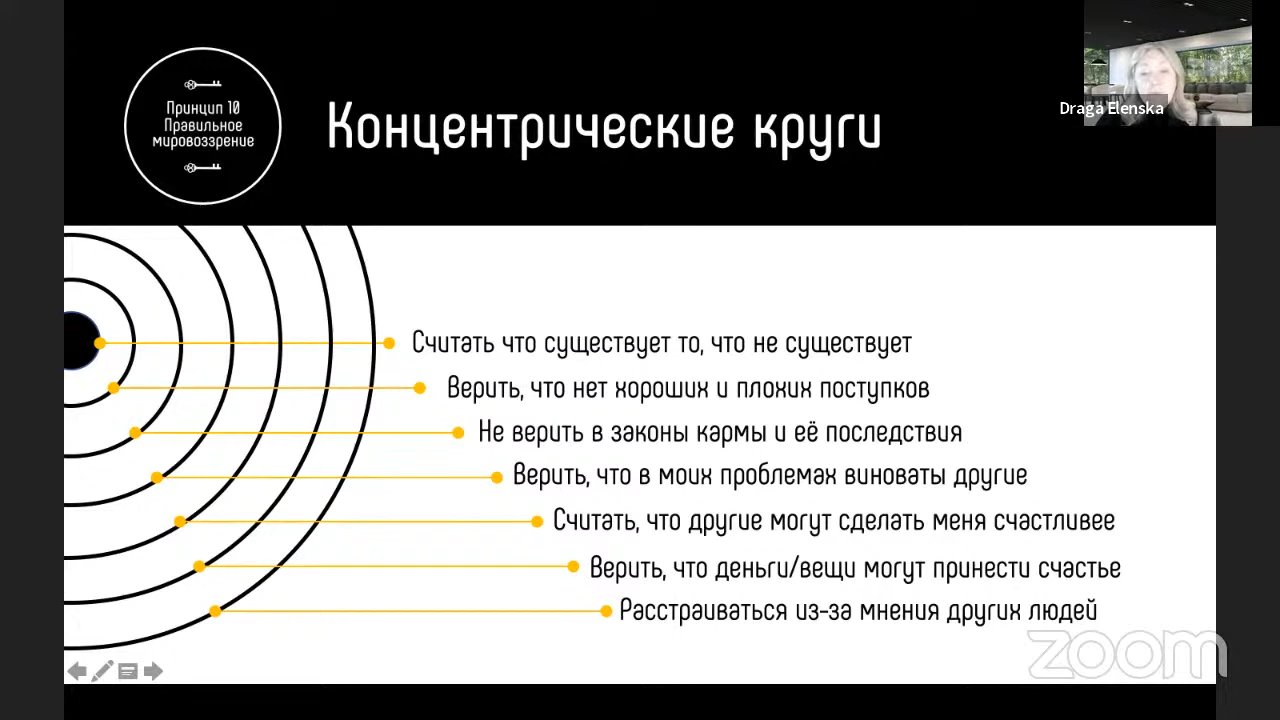 Принцип 10
Правильное
мировоззрение
Концентрические круги
Draga Elenska
Считать что существует то, что не существует
Верить, что нет хороших и плохих поступков
Не верить в законы кармы и её последствия
Верить, что в моих проблемах виноваты другие
Считать, что другие могут сделать меня счастливее
Верить, что деньги/вещи могут принести счастье
Расстраиваться из-за мнения других людей
zoom